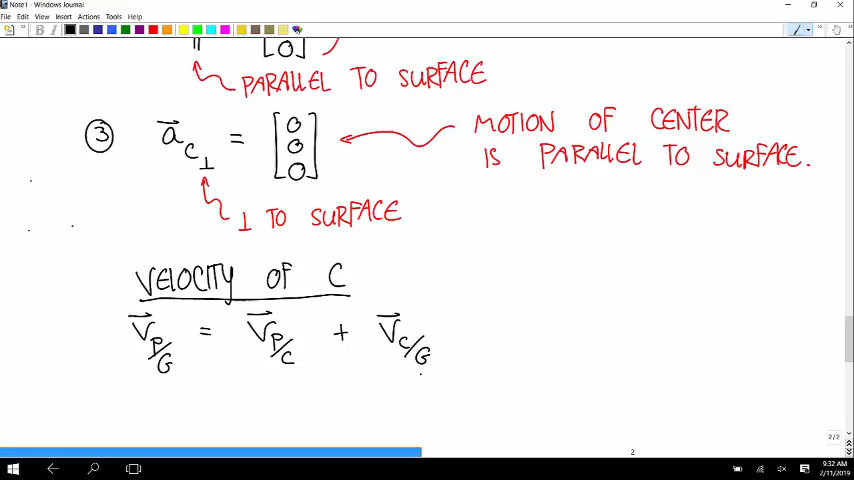 Note1 - Windows Journal
File Edit View Insert Actions Tools Help
B I
[0]
PARALLEL TO SURFACE
③ a⃗ C⊥ = [0 0 0]
MOTION OF CENTER
IS PARALLEL TO SURFACE.
⊥ TO SURFACE
VELOCITY OF C
V⃗ P/G = V⃗ P/C + V⃗ C/G
2/2
2
9:32 AM
2/11/2019